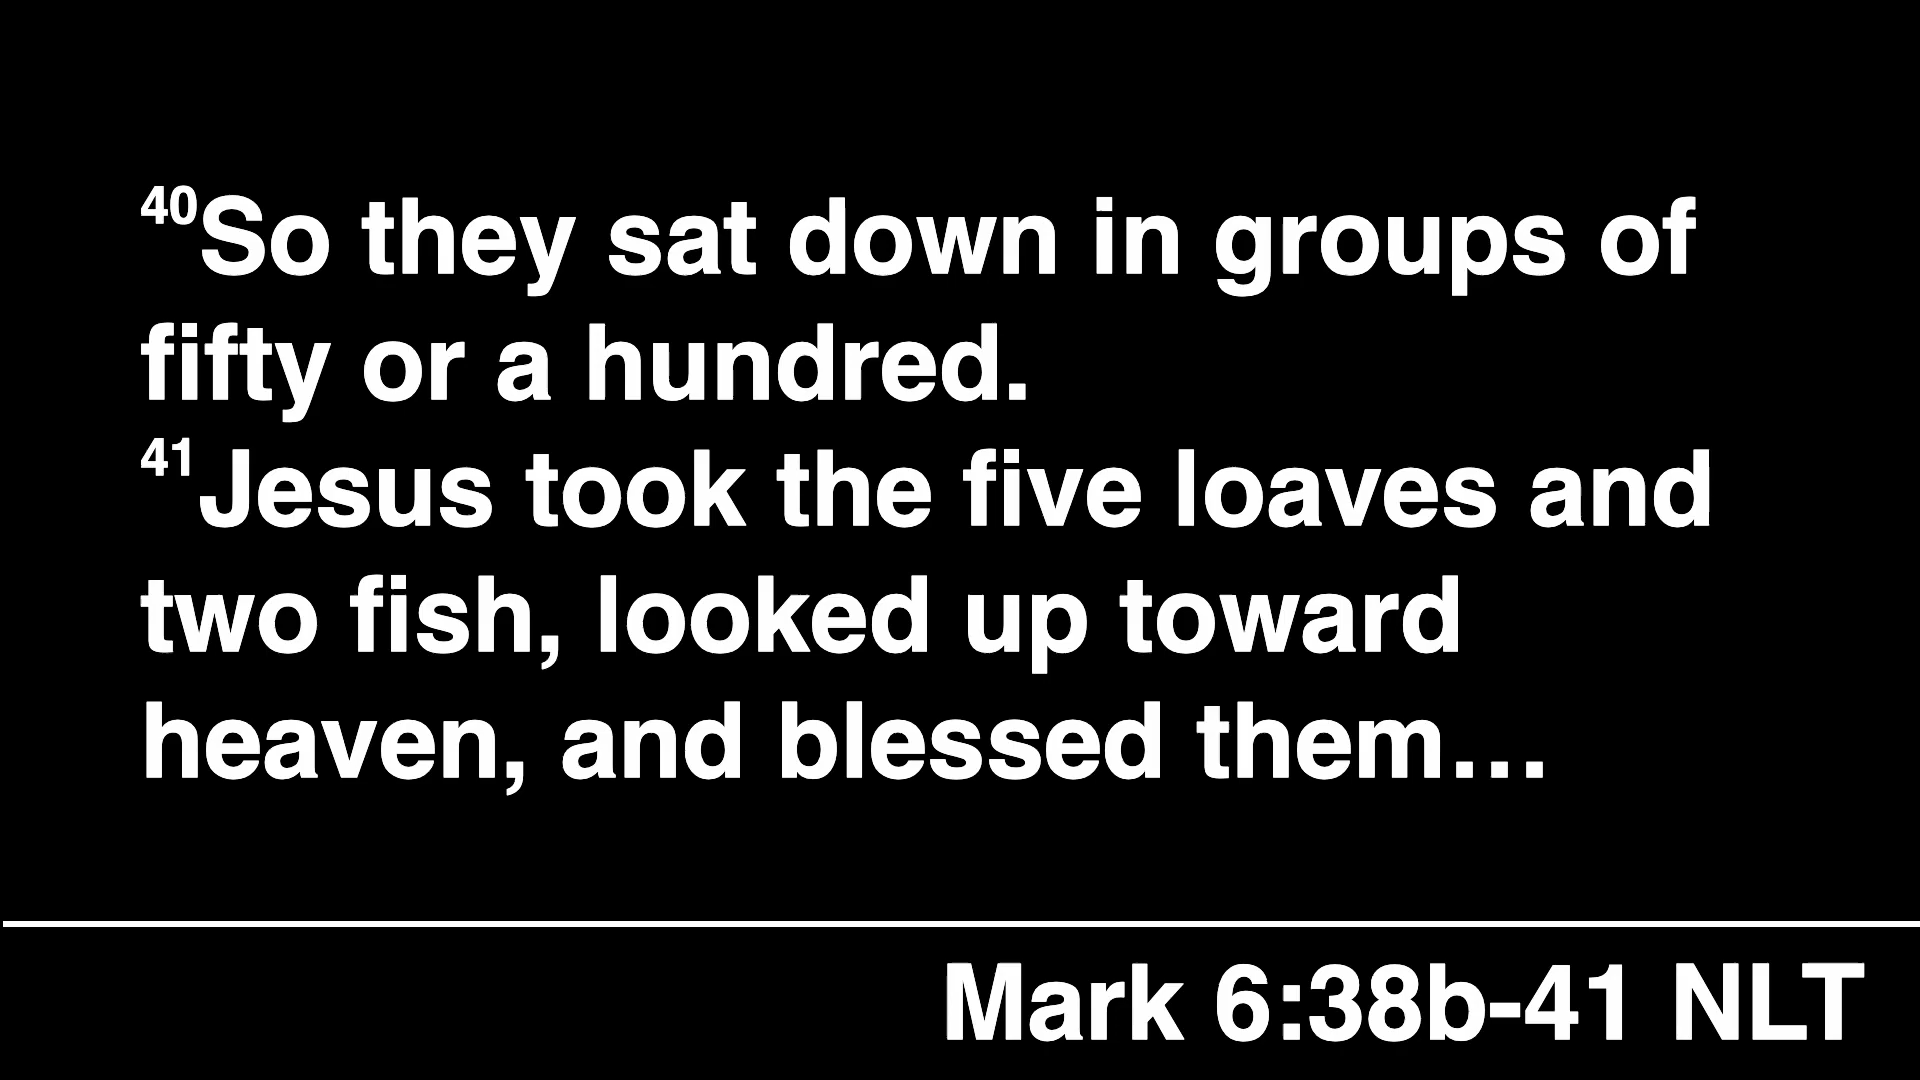 ⁴⁰So they sat down in groups of
fifty or a hundred.
⁴¹Jesus took the five loaves and
two fish, looked up toward
heaven, and blessed them…
Mark 6:38b-41 NLT